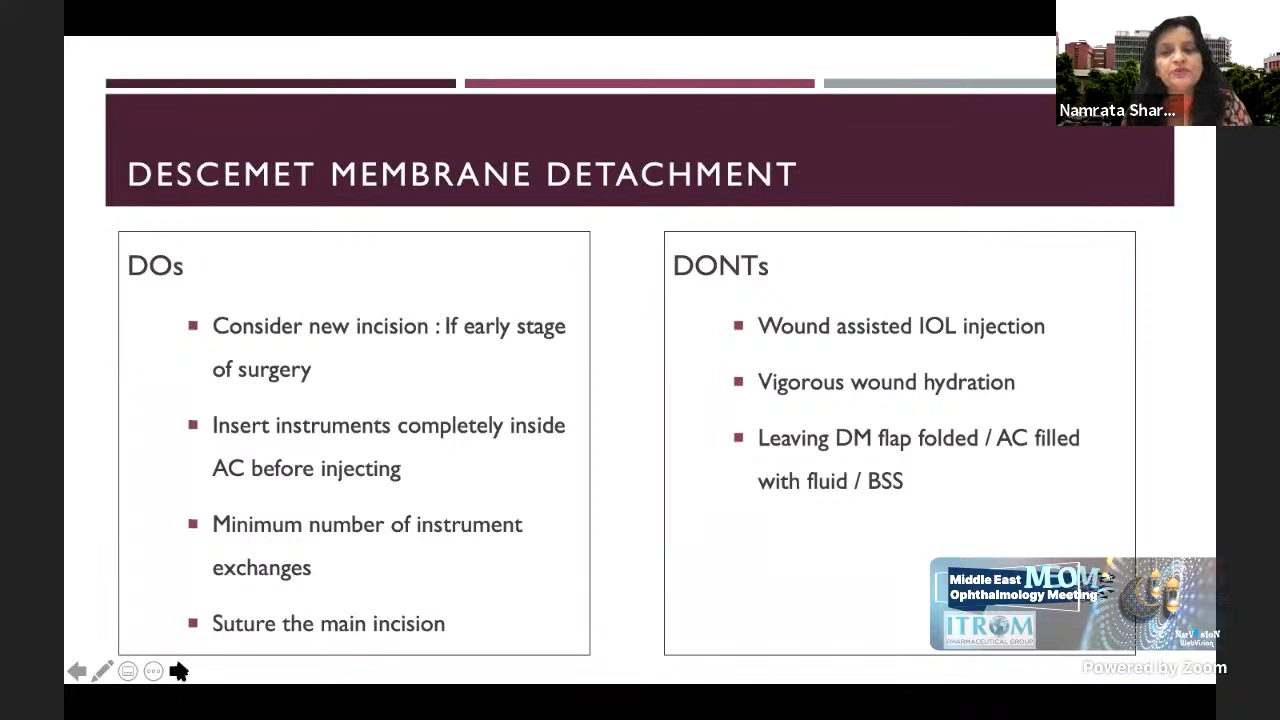 Namrata Shar...
DESCEMET MEMBRANE DETACHMENT
DOs
Consider new incision : If early stage
of surgery
Insert instruments completely inside
AC before injecting
Minimum number of instrument
exchanges
Suture the main incision
DONTs
Wound assisted IOL injection
Vigorous wound hydration
Leaving DM flap folded / AC filled
with fluid / BSS
Middle East MEOM
Ophthalmology Meeting
ITROM
PHARMACEUTICAL GROUP
NarVisioN
WebVision
Powered by Zoom